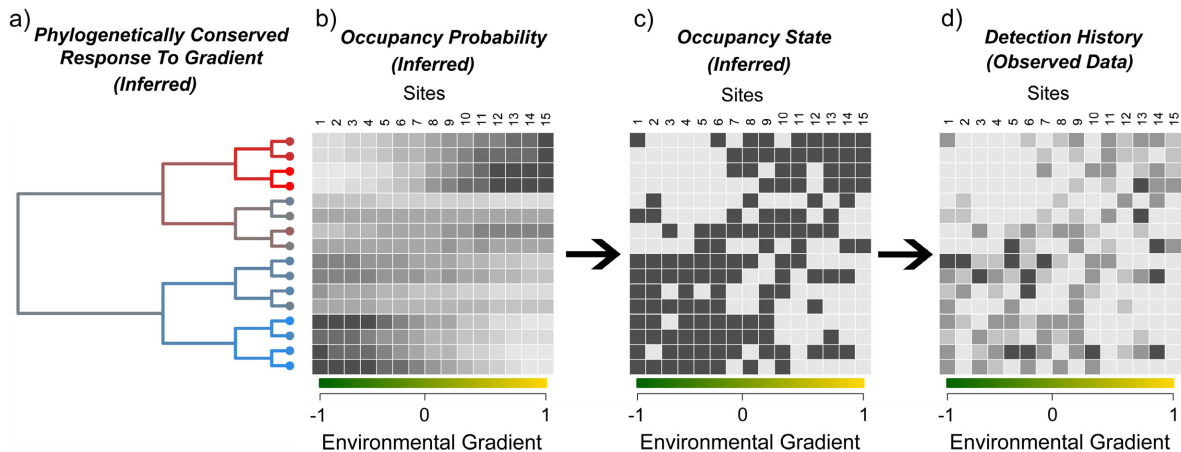 a)
Phylogenetically Conserved
Response To Gradient
(Inferred)
b)
Occupancy Probability
(Inferred)
Sites
1 2 3 4 5 6 7 8 9 10 11 12 13 14 15
-1 0 1
Environmental Gradient
c)
Occupancy State
(Inferred)
Sites
1 2 3 4 5 6 7 8 9 10 11 12 13 14 15
-1 0 1
Environmental Gradient
d)
Detection History
(Observed Data)
Sites
1 2 3 4 5 6 7 8 9 10 11 12 13 14 15
-1 0 1
Environmental Gradient